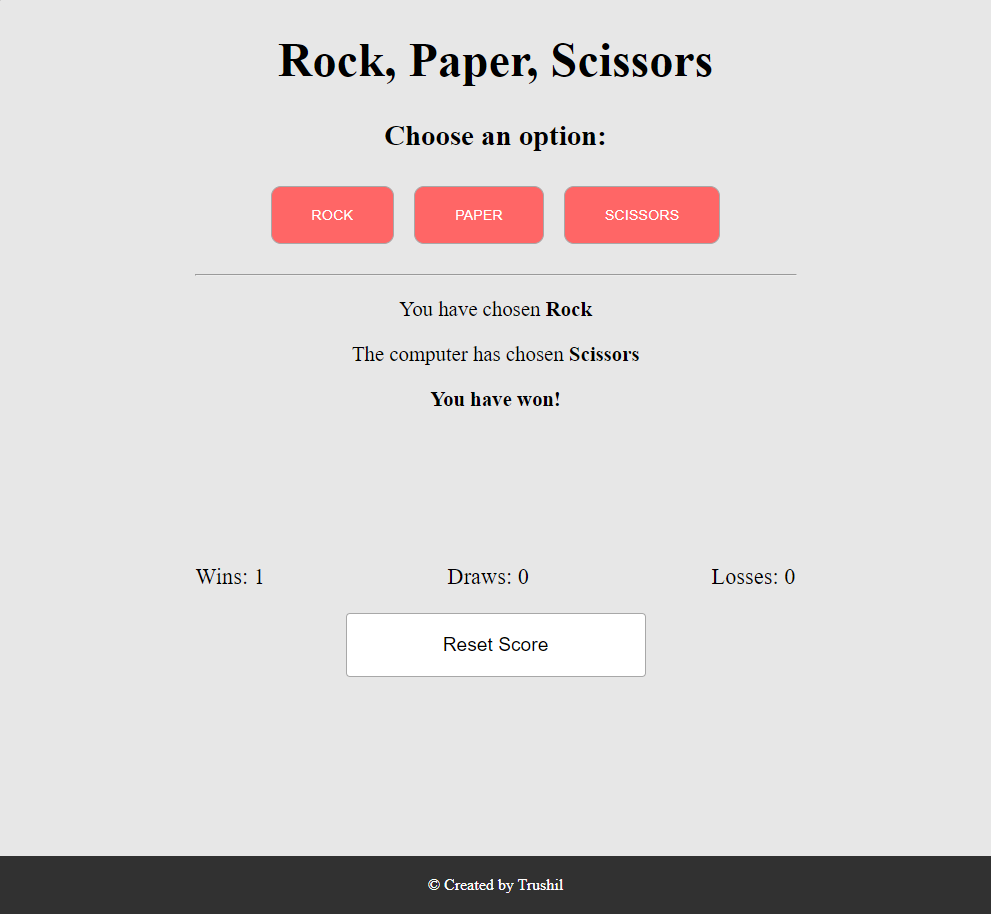 Rock, Paper, Scissors
Choose an option:
ROCK PAPER SCISSORS
You have chosen Rock
The computer has chosen Scissors
You have won!
Wins: 1 Draws: 0 Losses: 0
Reset Score
© Created by Trushil